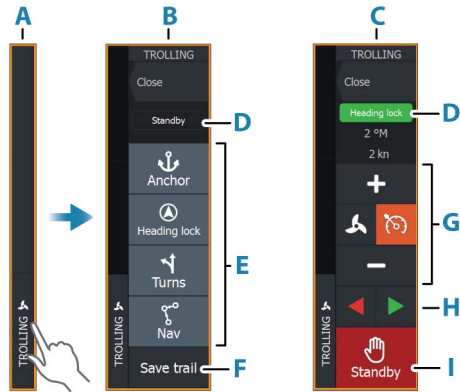 A
B
C
TROLLING
Close
Standby
D
Anchor
Heading lock
Turns
Nav
E
Save trail
F
TROLLING
TROLLING
TROLLING
Close
Heading lock
D
2 °M
2 kn
G
H
Standby
I
TROLLING